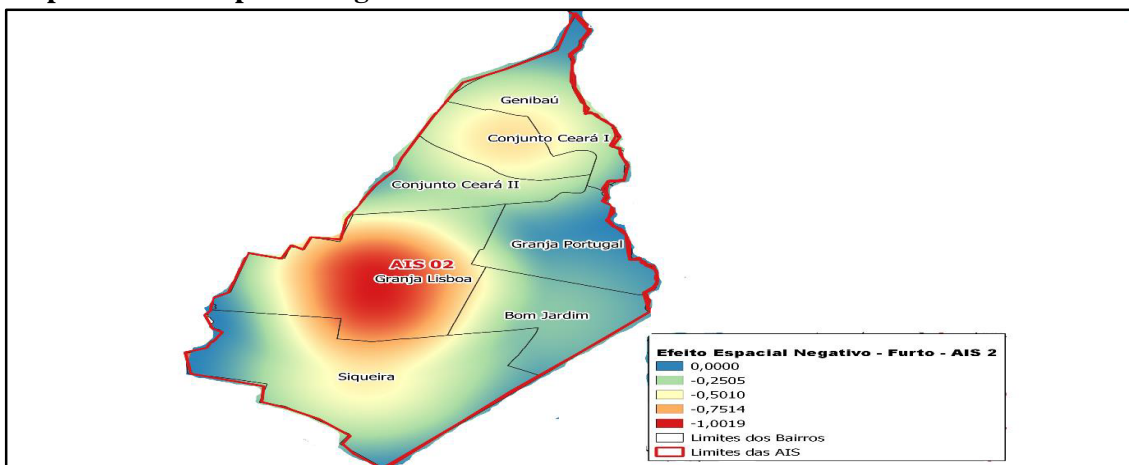 Genibaú
Conjunto Ceará I
Conjunto Ceará II
Granja Portugal
AIS 02
Granja Lisboa
Bom Jardim
Siqueira
Efeito Espacial Negativo - Furto - AIS 2
0,0000
-0,2505
-0,5010
-0,7514
-1,0019
Limites dos Bairros
Limites das AIS